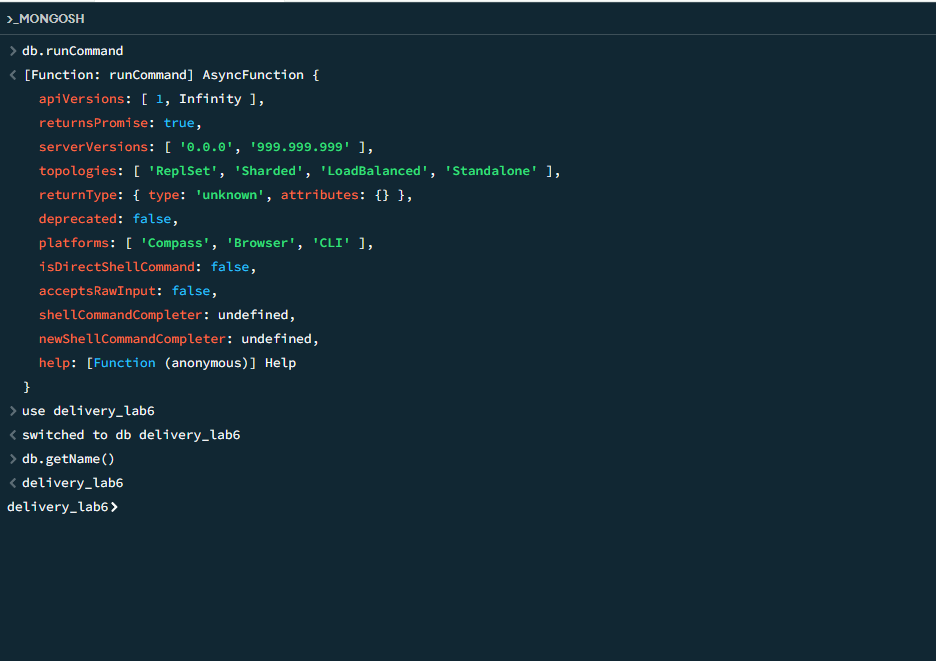 >_MONGOSH
> db.runCommand
< [Function: runCommand] AsyncFunction {
apiVersions: [ 1, Infinity ],
returnsPromise: true,
serverVersions: [ '0.0.0', '999.999.999' ],
topologies: [ 'ReplSet', 'Sharded', 'LoadBalanced', 'Standalone' ],
returnType: { type: 'unknown', attributes: {} },
deprecated: false,
platforms: [ 'Compass', 'Browser', 'CLI' ],
isDirectShellCommand: false,
acceptsRawInput: false,
shellCommandCompleter: undefined,
newShellCommandCompleter: undefined,
help: [Function (anonymous)] Help
}
> use delivery_lab6
< switched to db delivery_lab6
> db.getName()
< delivery_lab6
delivery_lab6>